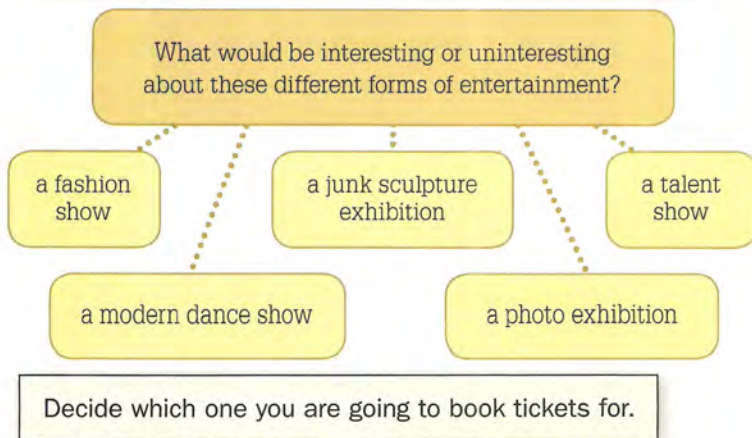 What would be interesting or uninteresting
about these different forms of entertainment?
a fashion
show
a junk sculpture
exhibition
a talent
show
a modern dance show
a photo exhibition
Decide which one you are going to book tickets for.